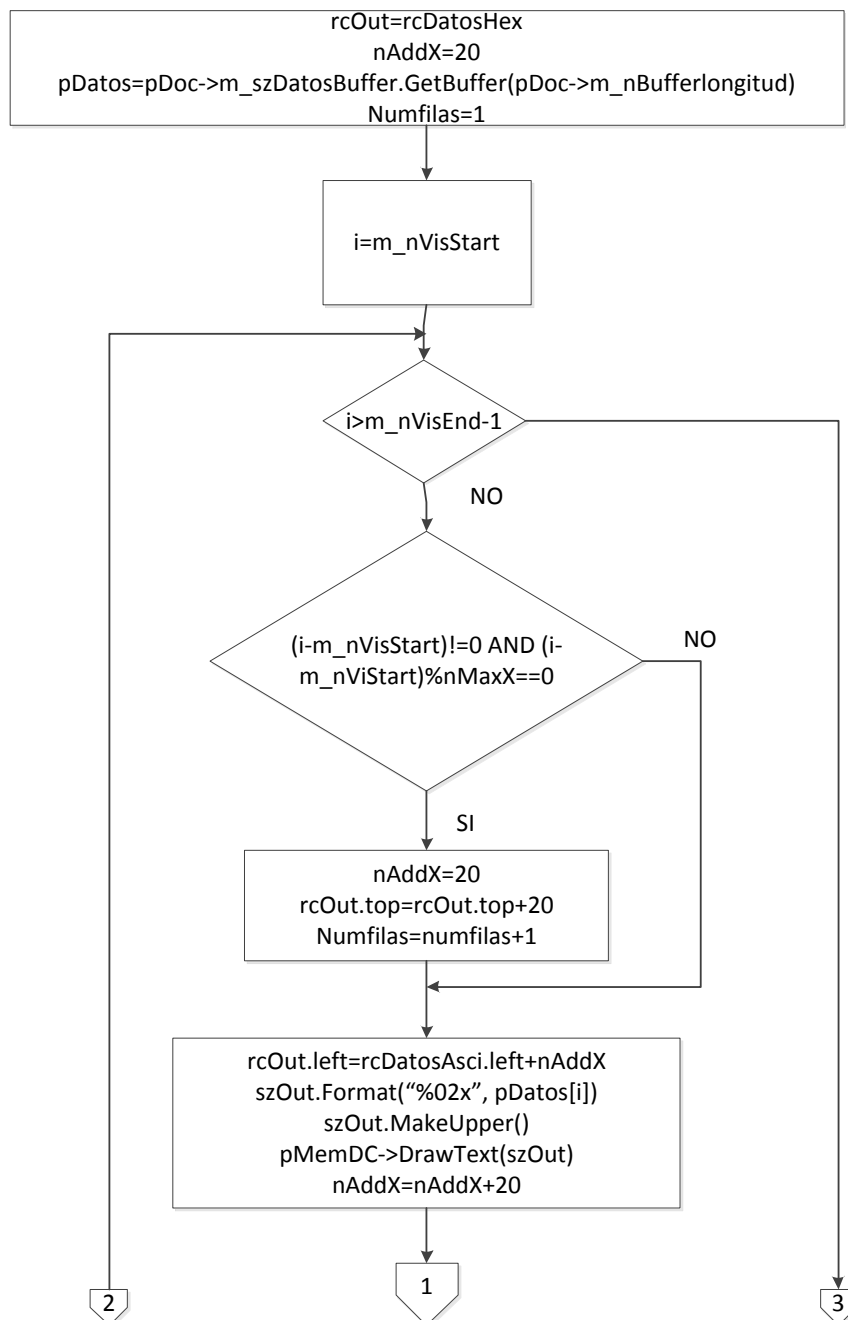 rcOut=rcDatosHex
nAddX=20
pDatos=pDoc->m_szDatosBuffer.GetBuffer(pDoc->m_nBufferlongitud)
Numfilas=1
i=m_nVisStart
i>m_nVisEnd-1
NO
(i-m_nVisStart)!=0 AND (i-
m_nViStart)%nMaxX==0
NO
SI
nAddX=20
rcOut.top=rcOut.top+20
Numfilas=numfilas+1
rcOut.left=rcDatosAsci.left+nAddX
szOut.Format(“%02x”, pDatos[i])
szOut.MakeUpper()
pMemDC->DrawText(szOut)
nAddX=nAddX+20
2
1
3